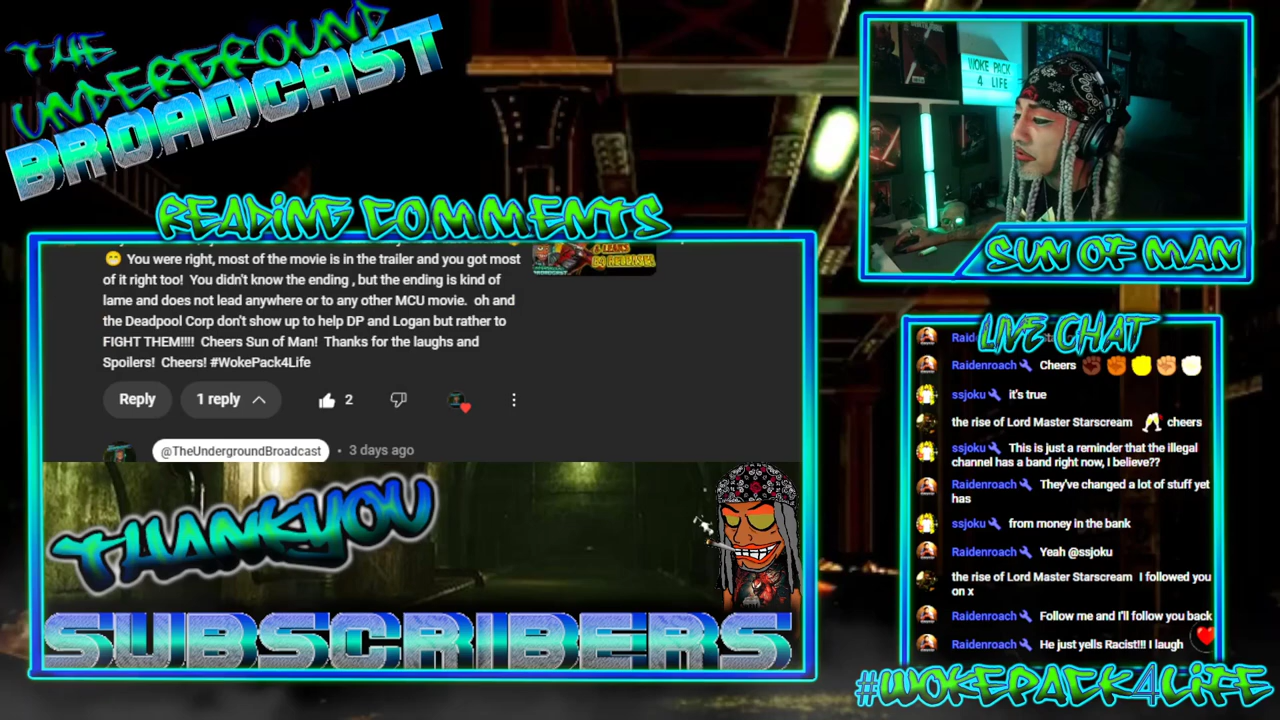 THE
UNDERGROUND
BROADCAST
WOKE PACK
4 LIFE
SUN OF MAN
READING COMMENTS
You were right, most of the movie is in the trailer and you got most
of it right too! You didn't know the ending , but the ending is kind of
lame and does not lead anywhere or to any other MCU movie. oh and
the Deadpool Corp don't show up to help DP and Logan but rather to
FIGHT THEM!!!! Cheers Sun of Man! Thanks for the laughs and
Spoilers! Cheers! #WokePack4Life
Reply
1 reply
2
@TheUndergroundBroadcast • 3 days ago
THANKYOU
SUBSCRIBERS
LIVE CHAT
Raidenroach Cheers
ssjoku it's true
the rise of Lord Master Starscream cheers
ssjoku This is just a reminder that the illegal
channel has a band right now, I believe??
Raidenroach They've changed a lot of stuff yet
has
ssjoku from money in the bank
Raidenroach Yeah @ssjoku
the rise of Lord Master Starscream I followed you
on x
Raidenroach Follow me and I'll follow you back
Raidenroach He just yells Racist!!! I laugh
#WOKEPACK4LIFE